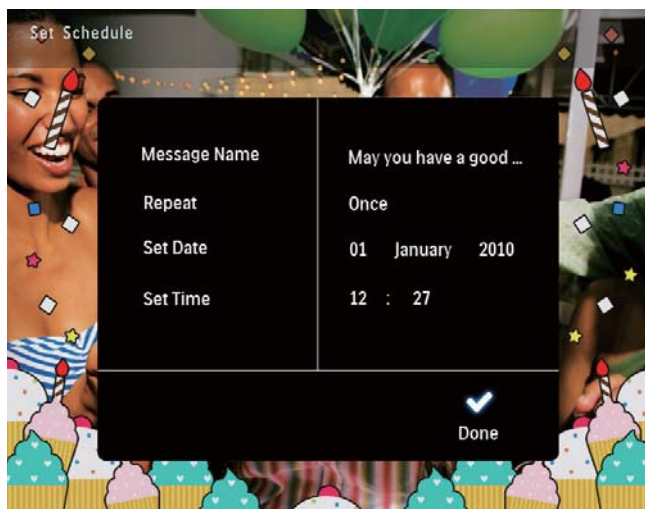 Set Schedule
Message Name May you have a good ...
Repeat Once
Set Date 01 January 2010
Set Time 12 : 27
Done